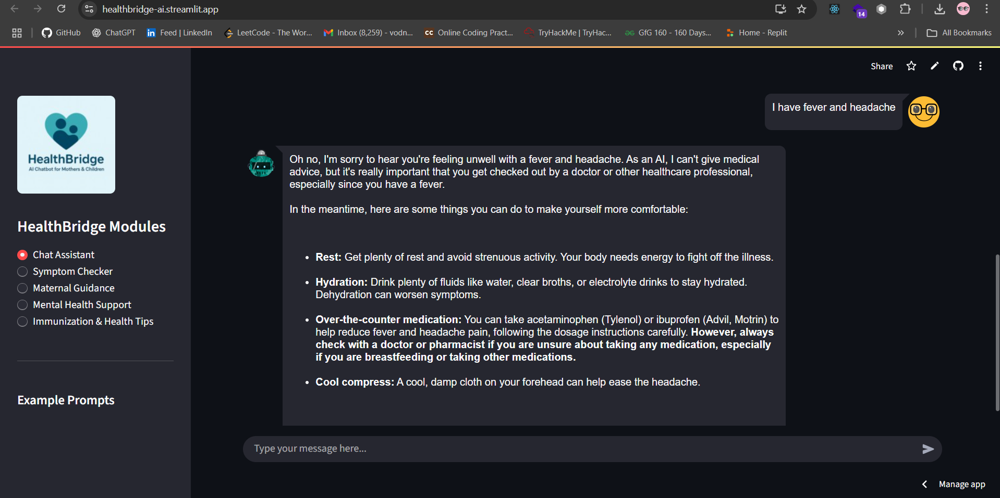 healthbridge-ai.streamlit.app
14
GitHub
ChatGPT
Feed | LinkedIn
LeetCode - The Wor...
Inbox (8,259) - vodn...
Online Coding Pract...
TryHackMe | TryHac...
GfG 160 - 160 Days...
Home - Replit
All Bookmarks
Share
HealthBridge
AI Chatbot for Mothers & Children
HealthBridge Modules
Chat Assistant
Symptom Checker
Maternal Guidance
Mental Health Support
Immunization & Health Tips
Example Prompts
I have fever and headache
Oh no, I'm sorry to hear you're feeling unwell with a fever and headache. As an AI, I can't give medical
advice, but it's really important that you get checked out by a doctor or other healthcare professional,
especially since you have a fever.
In the meantime, here are some things you can do to make yourself more comfortable:
• Rest: Get plenty of rest and avoid strenuous activity. Your body needs energy to fight off the illness.
• Hydration: Drink plenty of fluids like water, clear broths, or electrolyte drinks to stay hydrated.
Dehydration can worsen symptoms.
• Over-the-counter medication: You can take acetaminophen (Tylenol) or ibuprofen (Advil, Motrin) to
help reduce fever and headache pain, following the dosage instructions carefully. However, always
check with a doctor or pharmacist if you are unsure about taking any medication, especially
if you are breastfeeding or taking other medications.
• Cool compress: A cool, damp cloth on your forehead can help ease the headache.
Type your message here...
Manage app